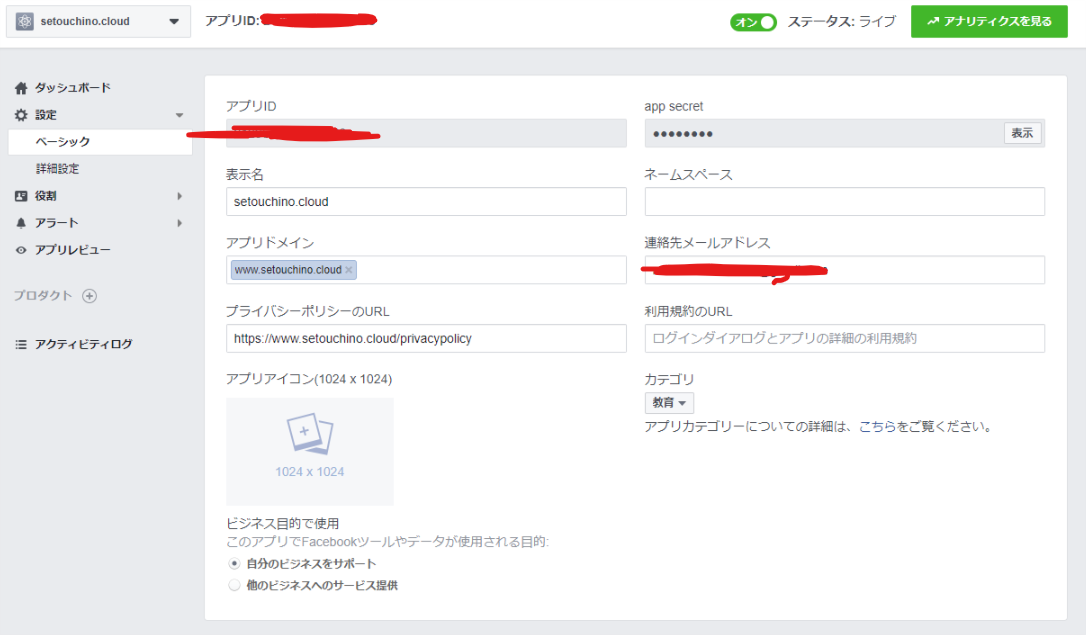 setouchino.cloud
アプリID:
オン
ステータス: ライブ
アナリティクスを見る
ダッシュボード
設定
ベーシック
詳細設定
役割
アラート
アプリレビュー
プロダクト
アクティビティログ
アプリID
app secret
●●●●●●●●
表示
表示名
ネームスペース
setouchino.cloud
アプリドメイン
連絡先メールアドレス
www.setouchino.cloud ×
プライバシーポリシーのURL
利用規約のURL
https://www.setouchino.cloud/privacypolicy
ログインダイアログとアプリの詳細の利用規約
アプリアイコン(1024 x 1024)
カテゴリ
教育
アプリカテゴリーについての詳細は、こちらをご覧ください。
1024 x 1024
ビジネス目的で使用
このアプリでFacebookツールやデータが使用される目的:
自分のビジネスをサポート
他のビジネスへのサービス提供